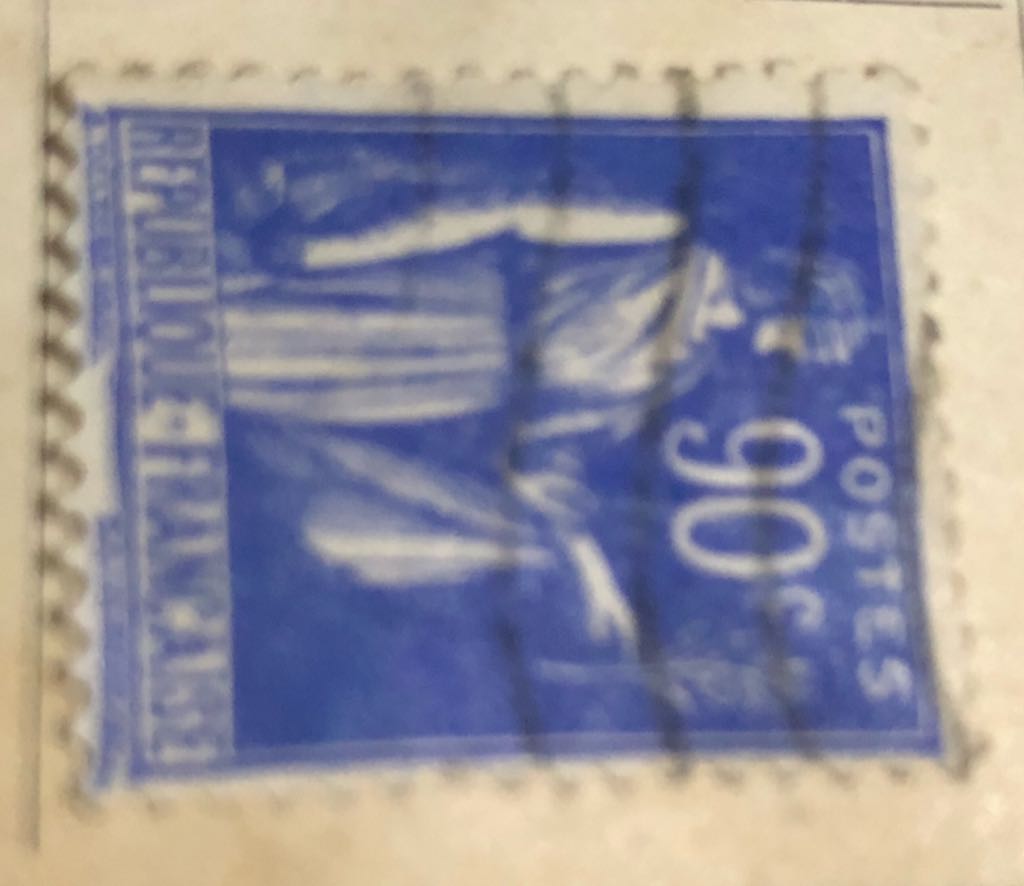 POSTES
90c
REPUBLIQUE FRANÇAISE